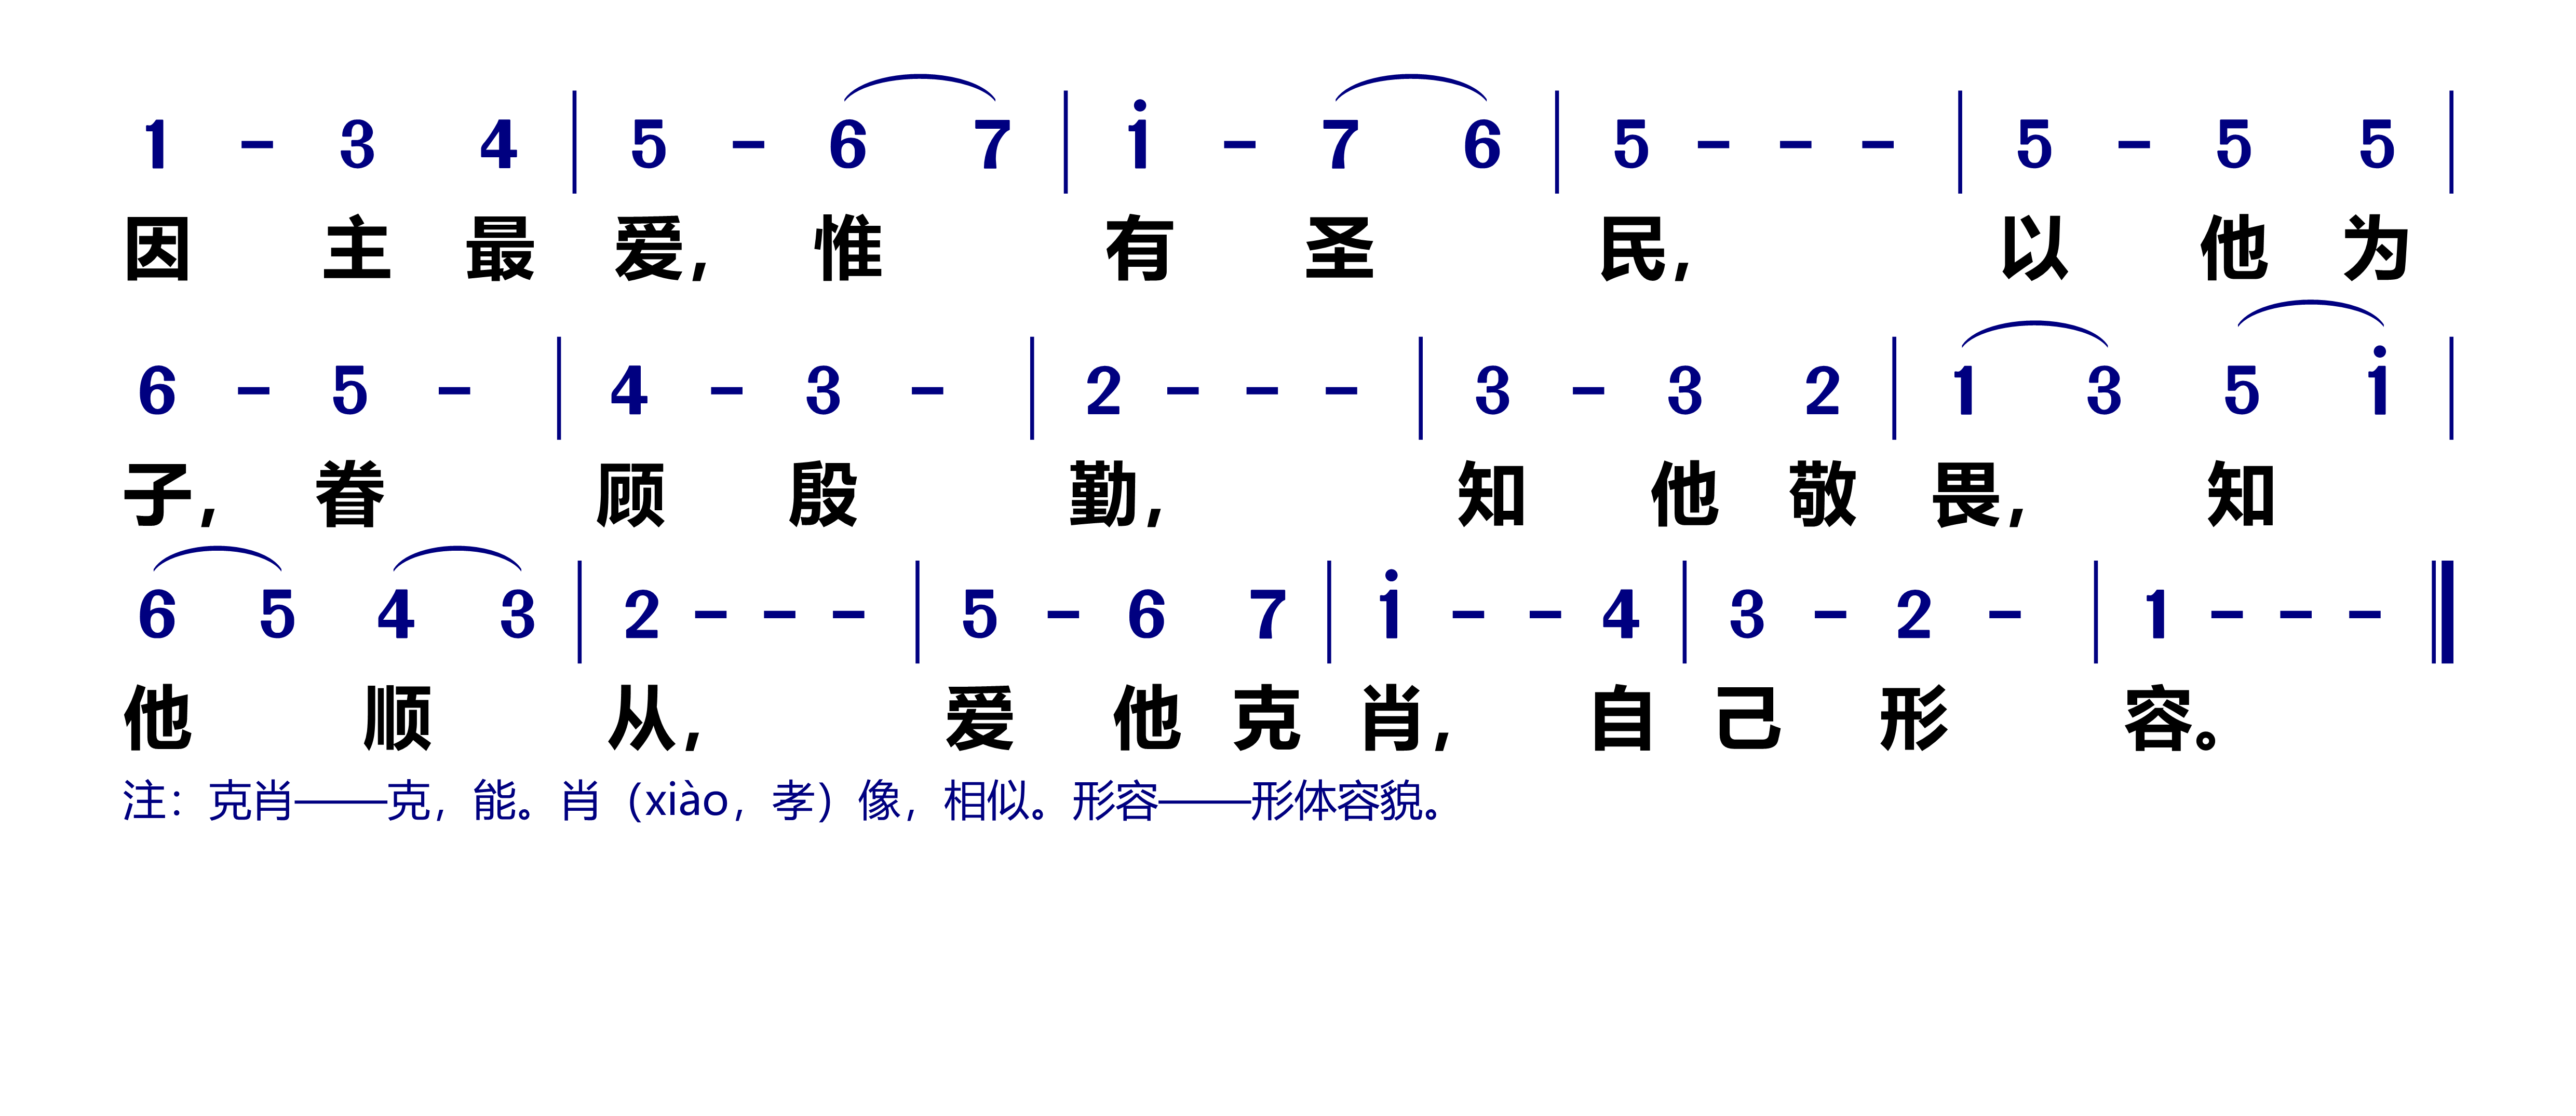 1 - 3 4 | 5 - 6 7 | i - 7 6 | 5 - - - | 5 - 5 5 |
因 主 最 爱， 惟 有 圣 民， 以 他 为
6 - 5 - | 4 - 3 - | 2 - - - | 3 - 3 2 | 1 3 5 i |
子， 眷 顾 殷 勤， 知 他 敬 畏， 知
6 5 4 3 | 2 - - - | 5 - 6 7 | i - - 4 | 3 - 2 - | 1 - - - ‖
他 顺 从， 爱 他 克 肖， 自 己 形 容。
注：克肖——克，能。肖（xiào，孝）像，相似。形容——形体容貌。